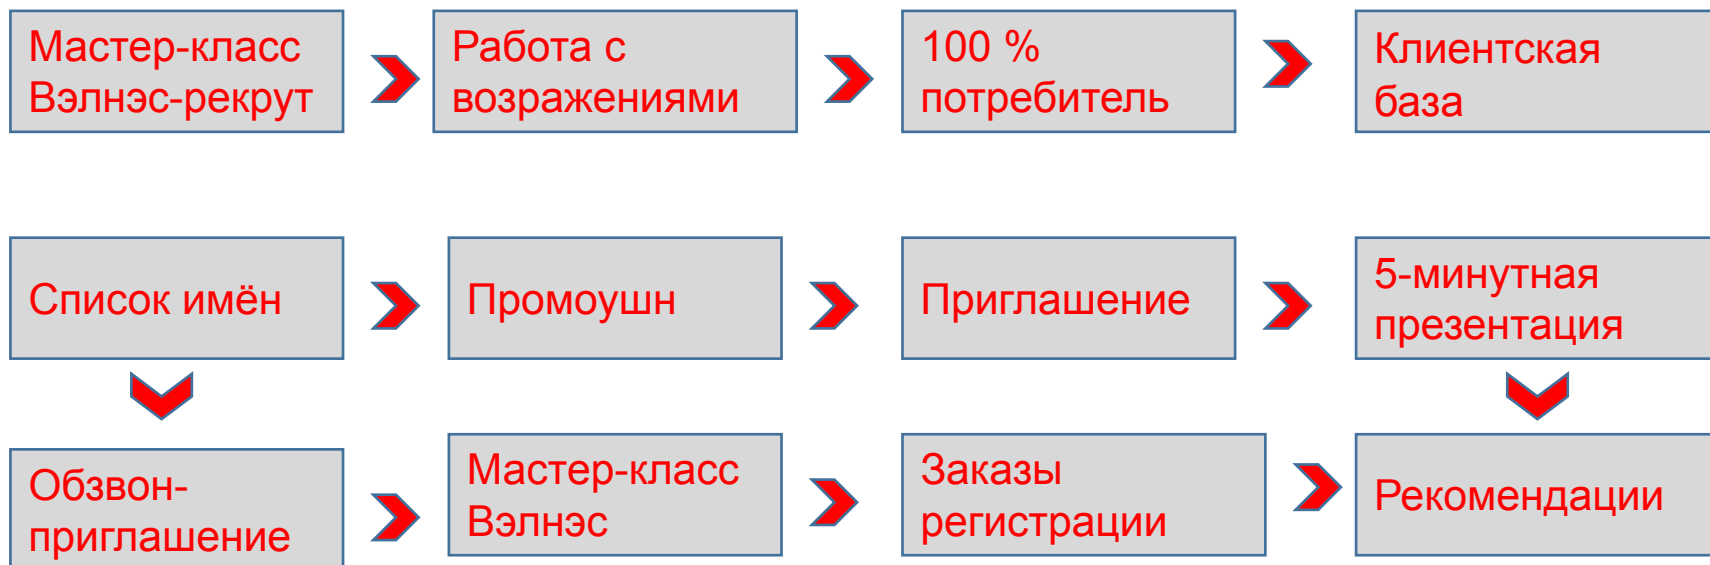 Мастер-класс
Вэлнэс-рекрут
Работа с
возражениями
100 %
потребитель
Клиентская
база
Список имён
Промоушн
Приглашение
5-минутная
презентация
Обзвон-
приглашение
Мастер-класс
Вэлнэс
Заказы
регистрации
Рекомендации